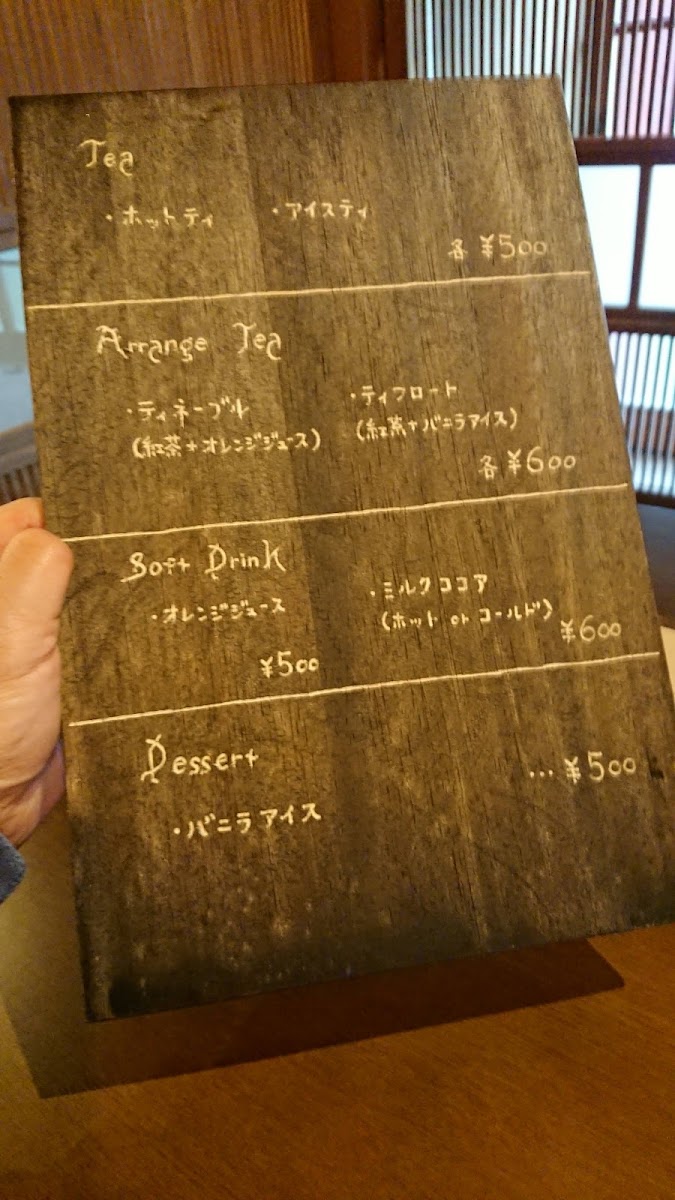 Tea
・ホットティ ・アイスティ
各 ¥500
Arrange Tea
・ティネーブル ・ティフロート
(紅茶+オレンジジュース) (紅茶+バニラアイス)
各 ¥600
Soft Drink
・オレンジジュース ・ミルクココア
(ホット or コールド)
¥500 ¥600
Dessert
・バニラアイス ... ¥500